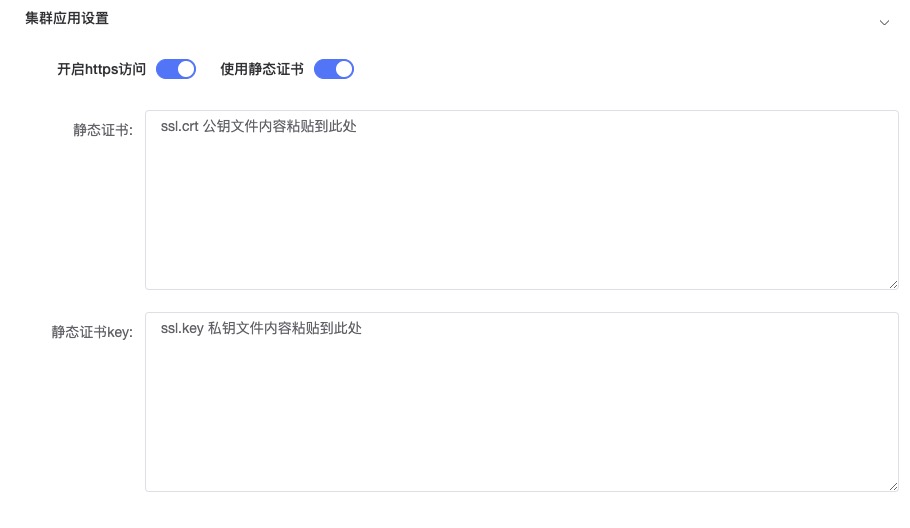 集群应用设置
开启https访问 使用静态证书
静态证书: ssl.crt 公钥文件内容粘贴到此处
静态证书key: ssl.key 私钥文件内容粘贴到此处